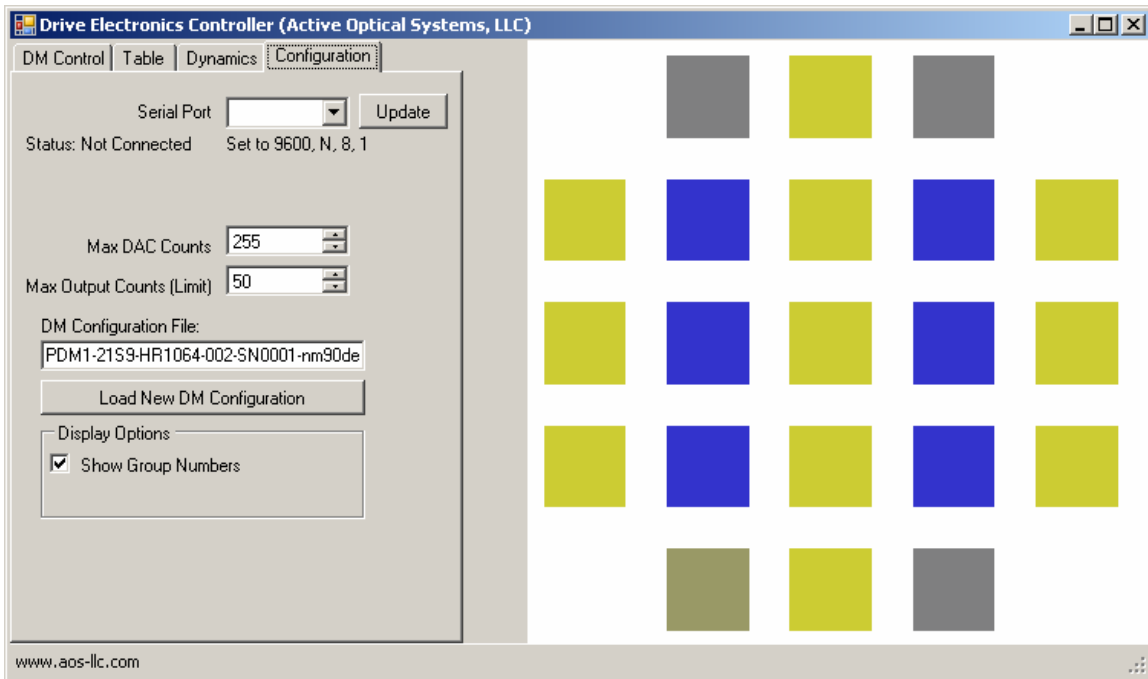 Drive Electronics Controller (Active Optical Systems, LLC)
DM Control Table Dynamics Configuration
Serial Port Update
Status: Not Connected Set to 9600, N, 8, 1
Max DAC Counts 255
Max Output Counts (Limit) 50
DM Configuration File:
PDM1-21S9-HR1064-002-SN0001-nm90de
Load New DM Configuration
Display Options
Show Group Numbers
www.aos-llc.com